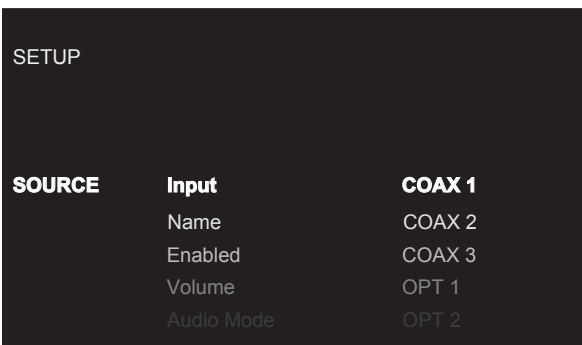 SETUP
SOURCE Input COAX 1
Name COAX 2
Enabled COAX 3
Volume OPT 1
Audio Mode OPT 2